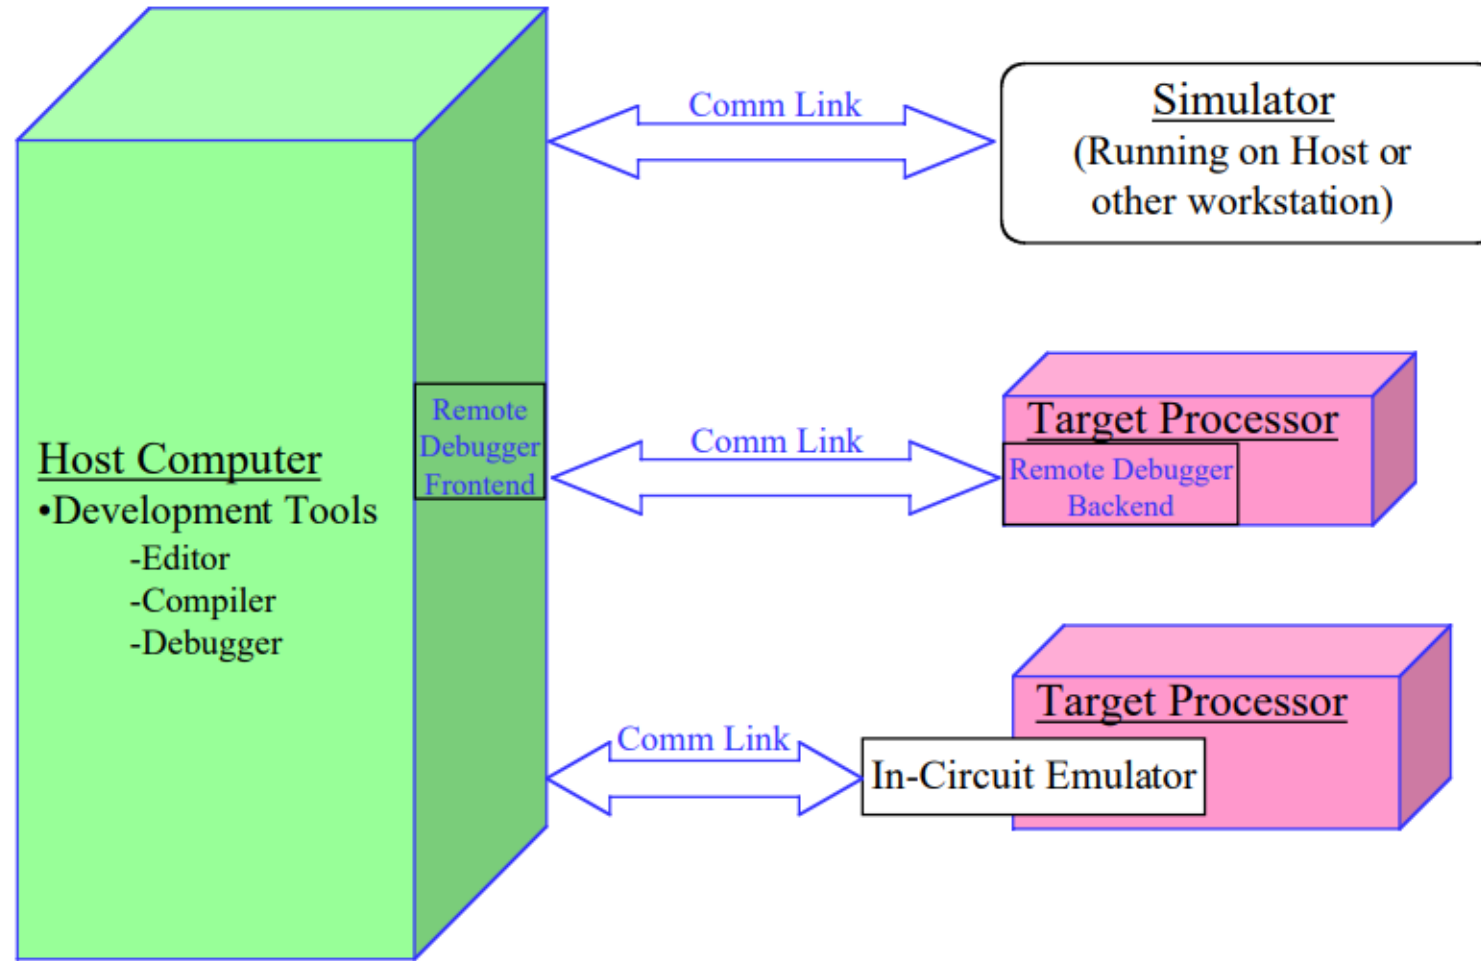 Host Computer
•Development Tools
-Editor
-Compiler
-Debugger
Remote
Debugger
Frontend
Comm Link
Simulator
(Running on Host or
other workstation)
Comm Link
Target Processor
Remote Debugger
Backend
Comm Link
Target Processor
In-Circuit Emulator